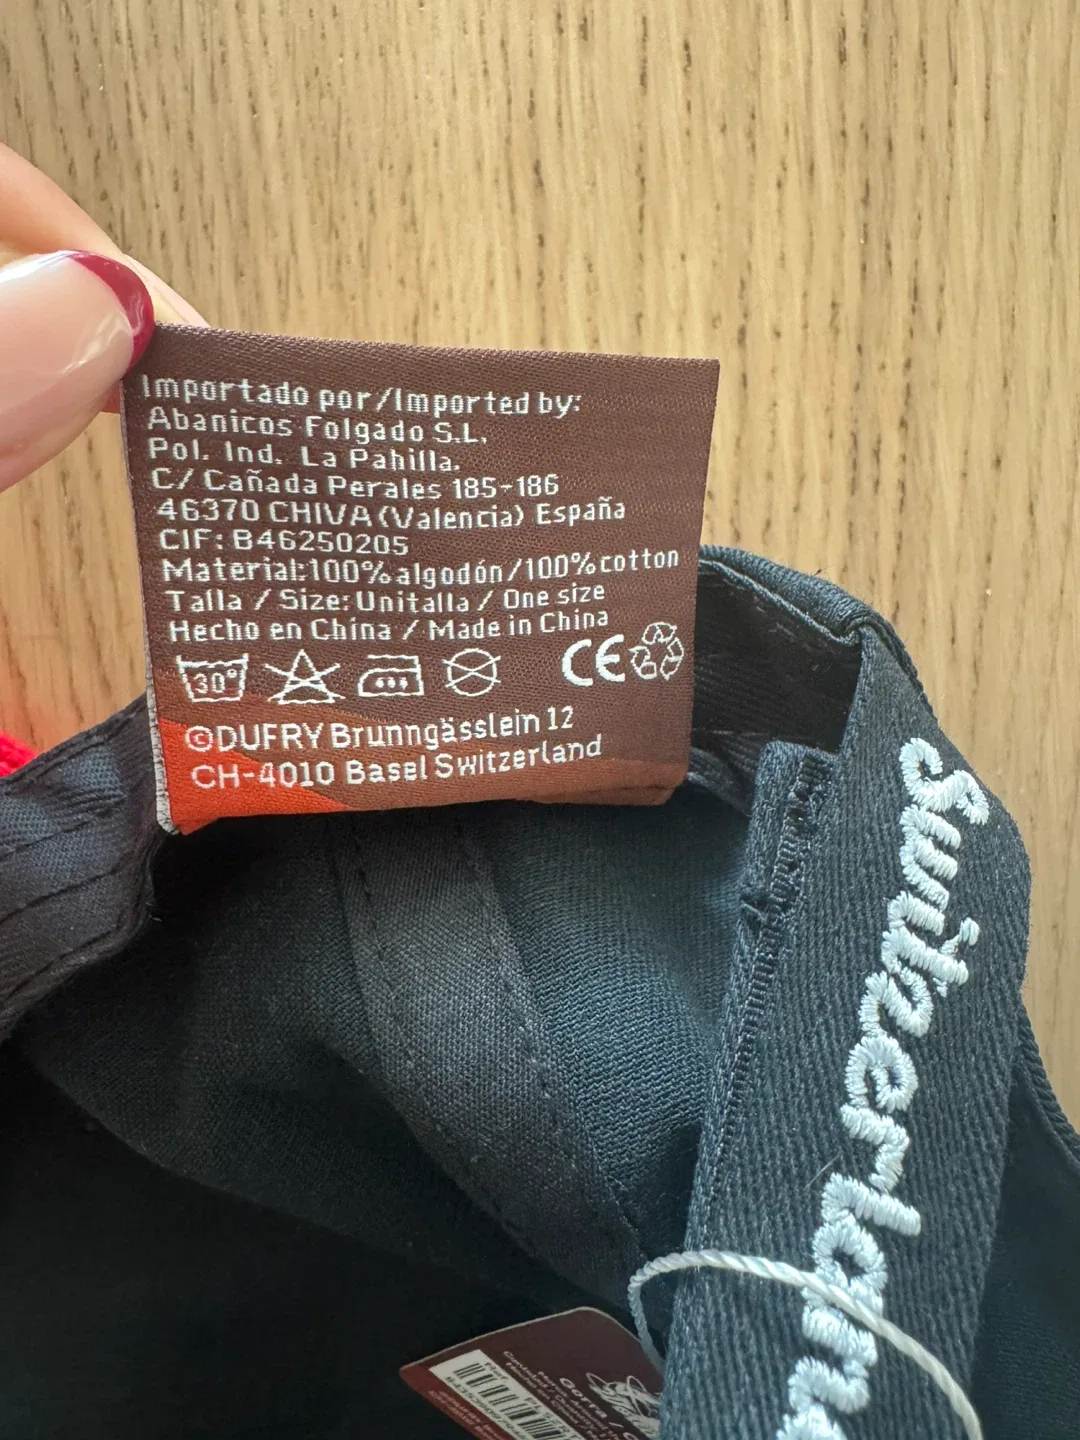 Importado por/Imported by:
Abanicos Folgado S.L.
Pol. Ind. La Pahilla.
C/ Cañada Perales 185-186
46370 CHIVA (Valencia) España
CIF: B46250205
Material:100% algodón/100% cotton
Talla / Size: Unitalla / One size
Hecho en China / Made in China
30°
CE
©DUFRY Brunngässlein 12
CH-4010 Basel Switzerland
Switzerland
Gorra / C